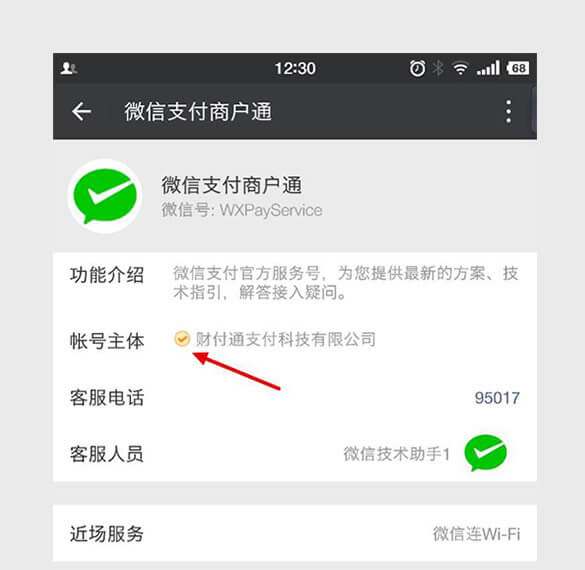 12:30
68
微信支付商户通
微信支付商户通
微信号: WXPayService
功能介绍
微信支付官方服务号，为您提供最新的方案、技
术指引，解答接入疑问。
帐号主体
财付通支付科技有限公司
客服电话
95017
客服人员
微信技术助手1
近场服务
微信连Wi-Fi